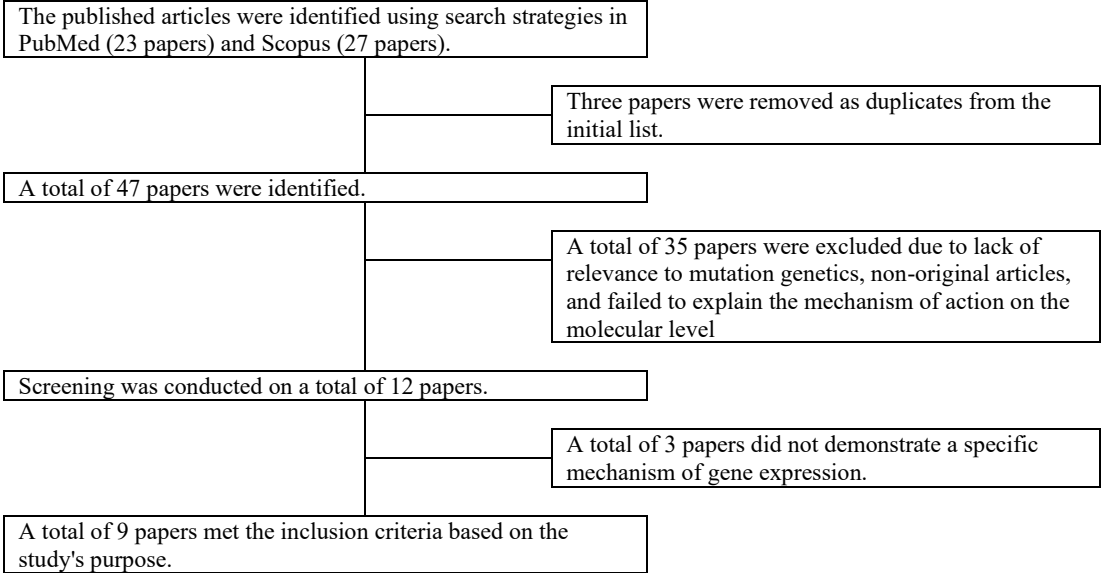 The published articles were identified using search strategies in
PubMed (23 papers) and Scopus (27 papers).
Three papers were removed as duplicates from the
initial list.
A total of 47 papers were identified.
A total of 35 papers were excluded due to lack of
relevance to mutation genetics, non-original articles,
and failed to explain the mechanism of action on the
molecular level
Screening was conducted on a total of 12 papers.
A total of 3 papers did not demonstrate a specific
mechanism of gene expression.
A total of 9 papers met the inclusion criteria based on the
study's purpose.